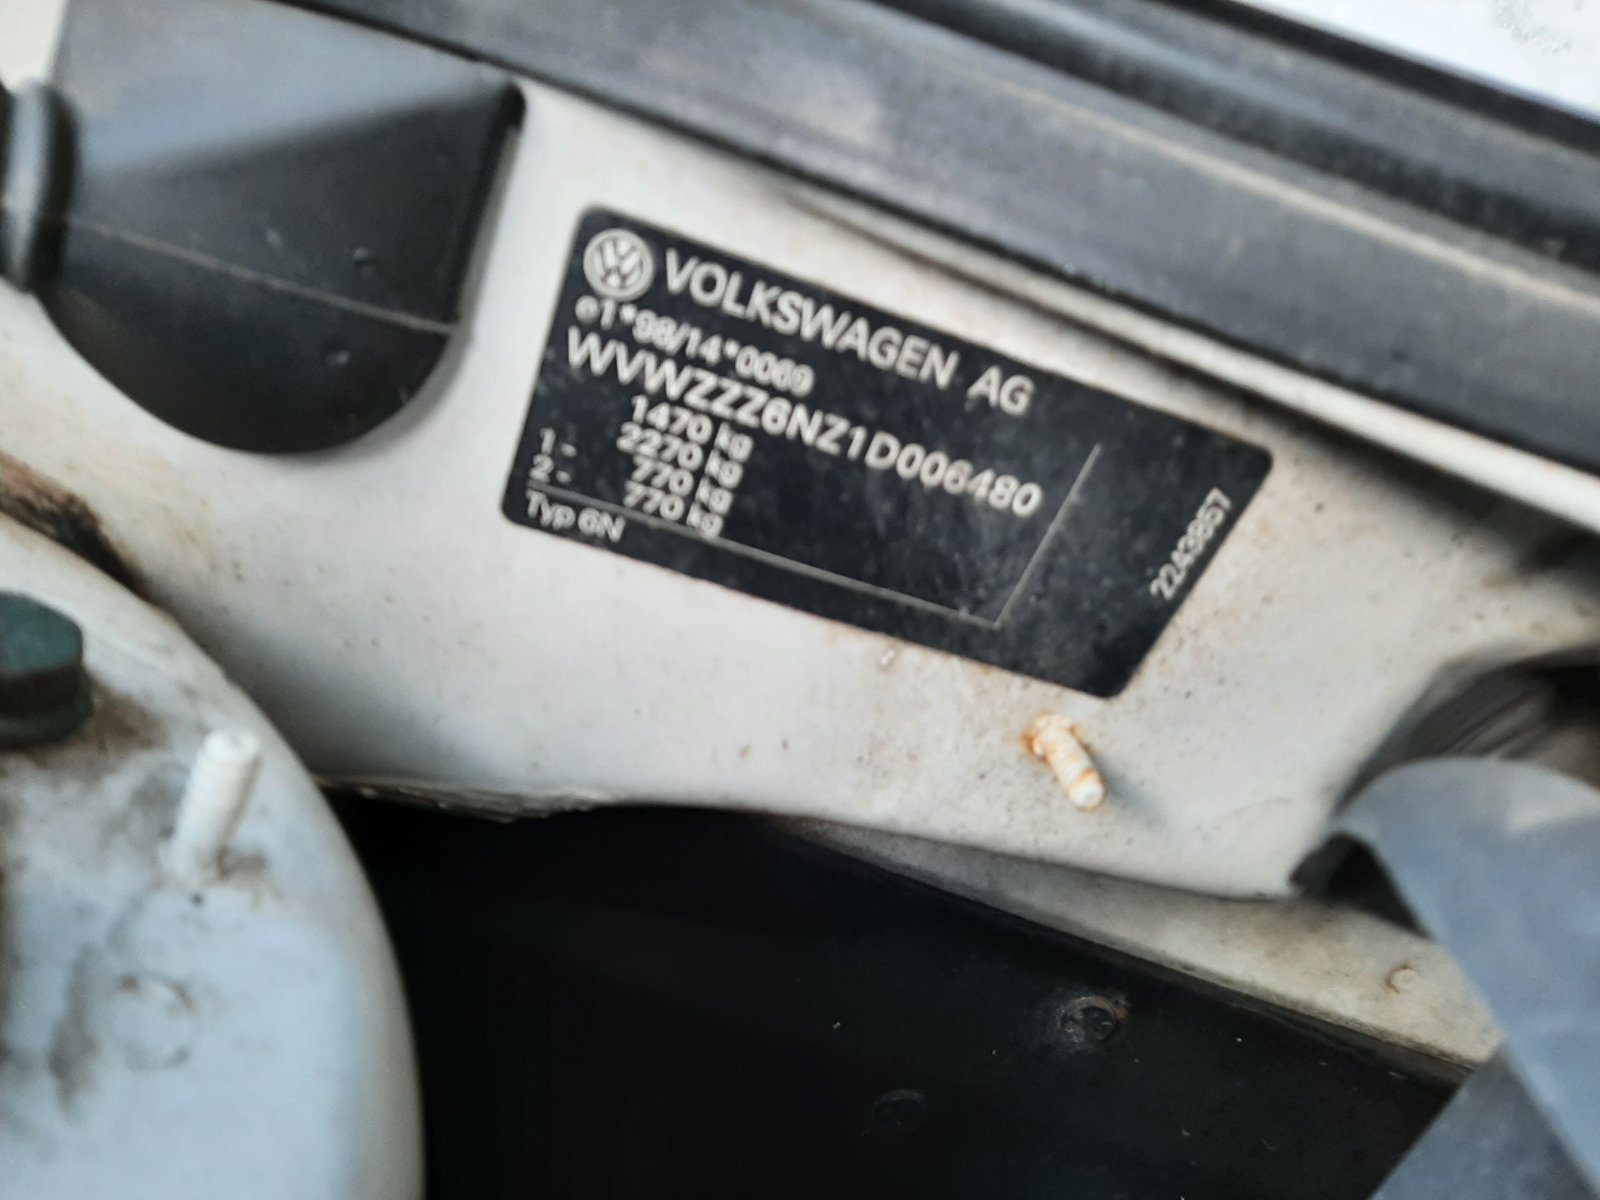 VOLKSWAGEN AG
e1*98/14*0069
WVWZZZ6NZ1D006480
1470 kg
2270 kg
1- 770 kg
2- 770 kg
Typ 6N
22439857